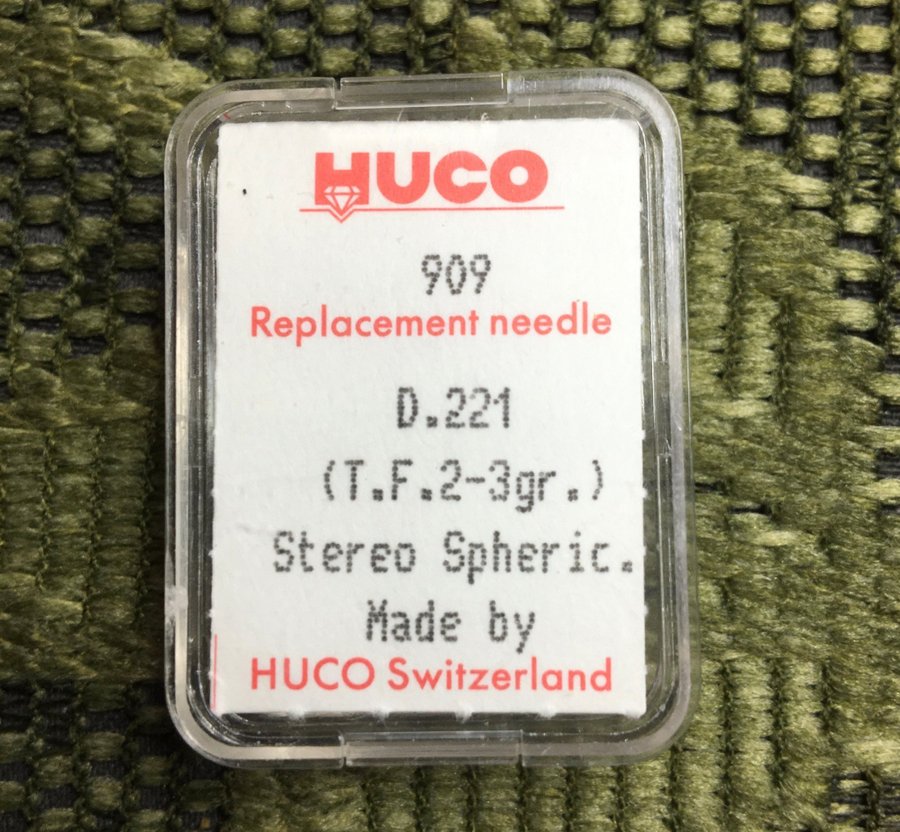 HUCO
909
Replacement needle
D.221
(T.F.2-3gr.)
Stereo Spheric.
Made by
HUCO Switzerland